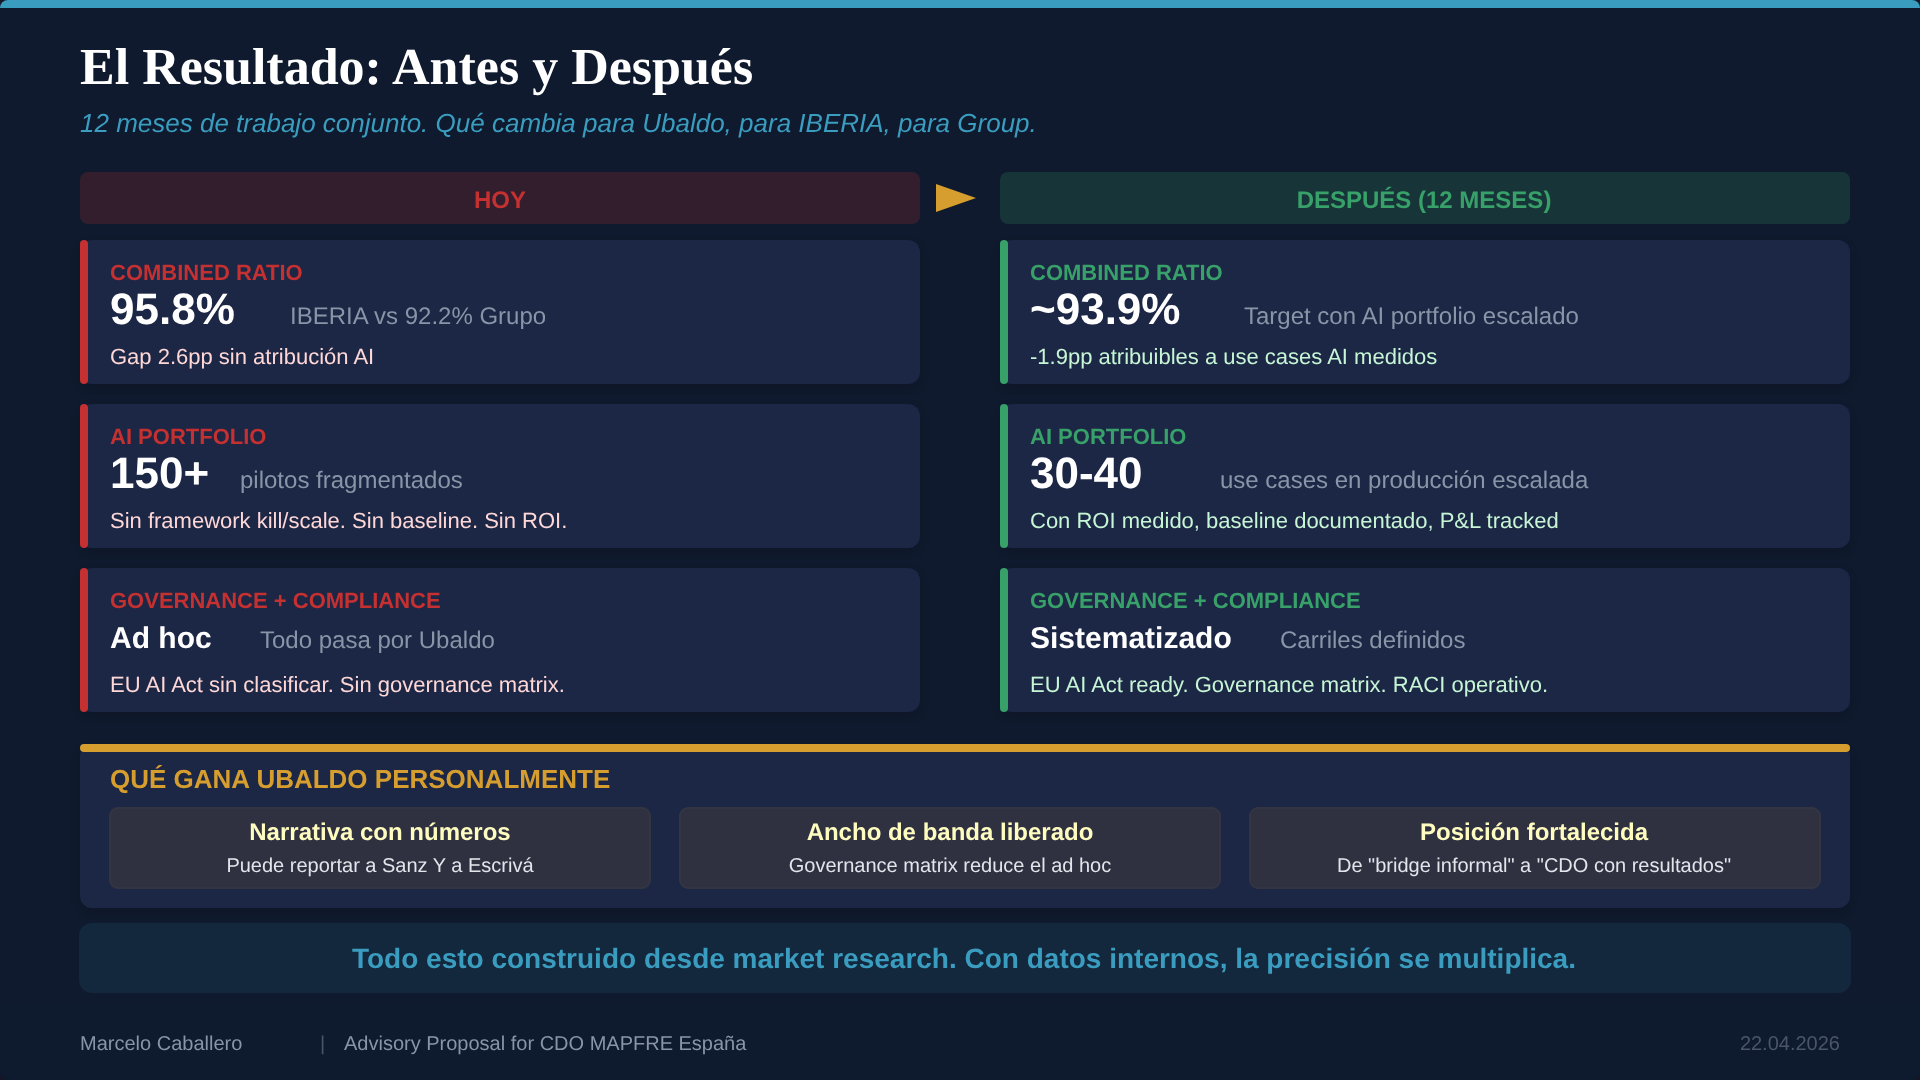 El Resultado: Antes y Después
12 meses de trabajo conjunto. Qué cambia para Ubaldo, para IBERIA, para Group.
HOY
DESPUÉS (12 MESES)
COMBINED RATIO
95.8% IBERIA vs 92.2% Grupo
Gap 2.6pp sin atribución AI
COMBINED RATIO
~93.9% Target con AI portfolio escalado
-1.9pp atribuibles a use cases AI medidos
AI PORTFOLIO
150+ pilotos fragmentados
Sin framework kill/scale. Sin baseline. Sin ROI.
AI PORTFOLIO
30-40 use cases en producción escalada
Con ROI medido, baseline documentado, P&L tracked
GOVERNANCE + COMPLIANCE
Ad hoc Todo pasa por Ubaldo
EU AI Act sin clasificar. Sin governance matrix.
GOVERNANCE + COMPLIANCE
Sistematizado Carriles definidos
EU AI Act ready. Governance matrix. RACI operativo.
QUÉ GANA UBALDO PERSONALMENTE
Narrativa con números
Puede reportar a Sanz Y a Escrivá
Ancho de banda liberado
Governance matrix reduce el ad hoc
Posición fortalecida
De "bridge informal" a "CDO con resultados"
Todo esto construido desde market research. Con datos internos, la precisión se multiplica.
Marcelo Caballero | Advisory Proposal for CDO MAPFRE España
22.04.2026